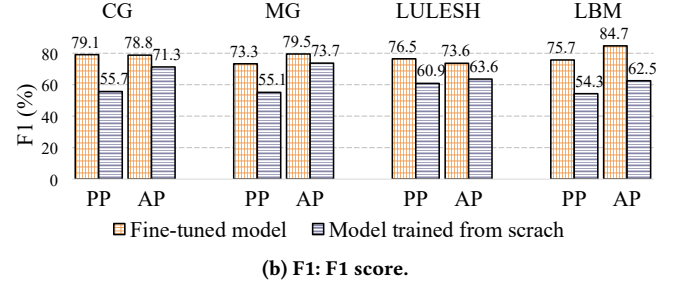 CG MG LULESH LBM
79.1 55.7 78.8 71.3 73.3 55.1 79.5 73.7 76.5 60.9 73.6 63.6 75.7 54.3 84.7 62.5
F1 (%)
80
60
40
20
0
PP AP PP AP PP AP PP AP
Fine-tuned model Model trained from scrach
(b) F1: F1 score.